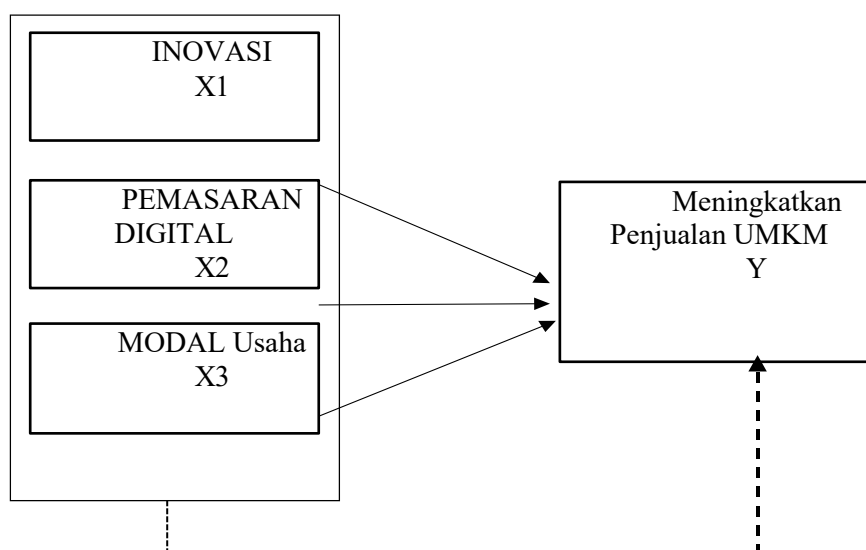 INOVASI
X1
PEMASARAN
DIGITAL
X2
MODAL Usaha
X3
Meningkatkan
Penjualan UMKM
Y